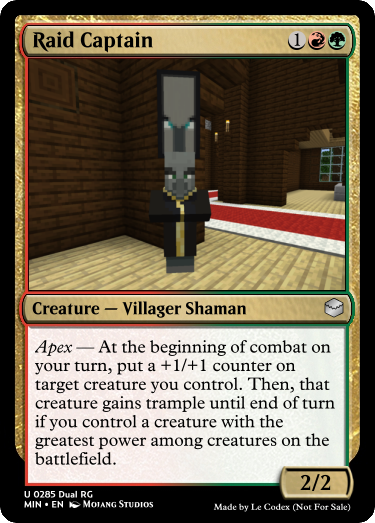 Raid Captain 1
Creature — Villager Shaman
Apex — At the beginning of combat on
your turn, put a +1/+1 counter on
target creature you control. Then, that
creature gains trample until end of turn
if you control a creature with the
greatest power among creatures on the
battlefield.
2/2
U 0285 Dual RG
MIN • EN Mojang Studios
Made by Le Codex (Not For Sale)